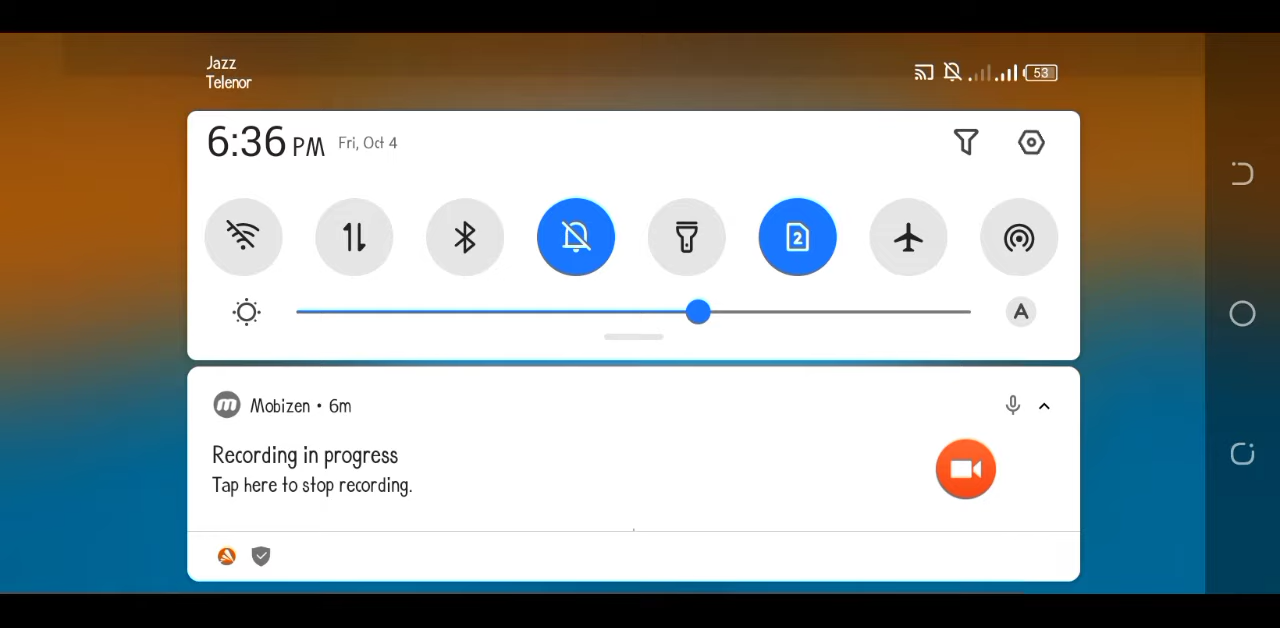 Jazz
Telenor
53
6:36 PM Fri, Oct 4
2
A
Mobizen • 6m
Recording in progress
Tap here to stop recording.